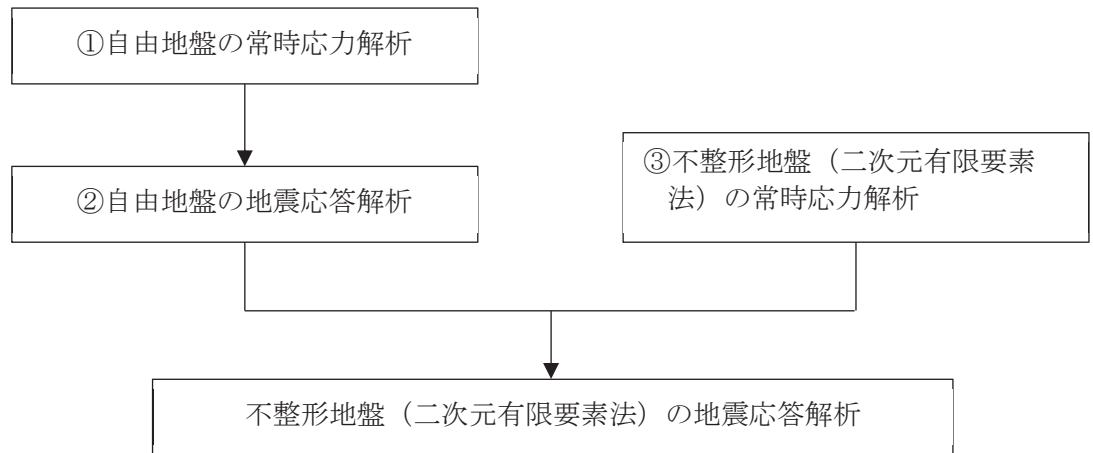 ①自由地盤の常時応力解析
②自由地盤の地震応答解析
③不整形地盤（二次元有限要素
法）の常時応力解析
不整形地盤（二次元有限要素法）の地震応答解析